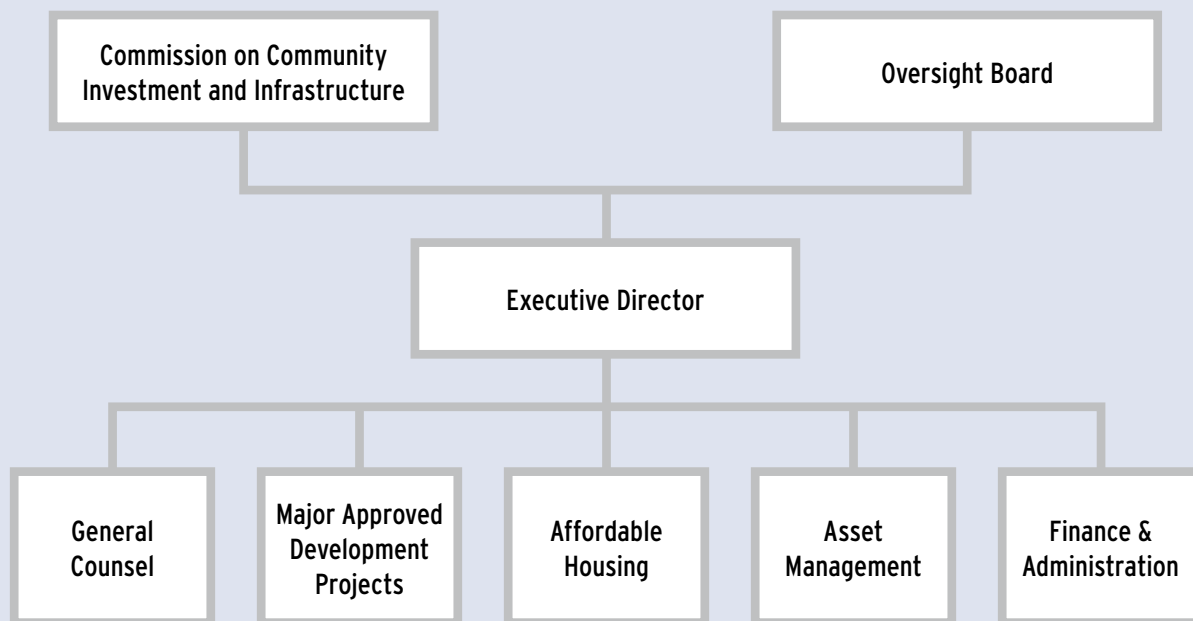 Commission on Community
Investment and Infrastructure
Oversight Board
Executive Director
General
Counsel
Major Approved
Development
Projects
Affordable
Housing
Asset
Management
Finance &
Administration